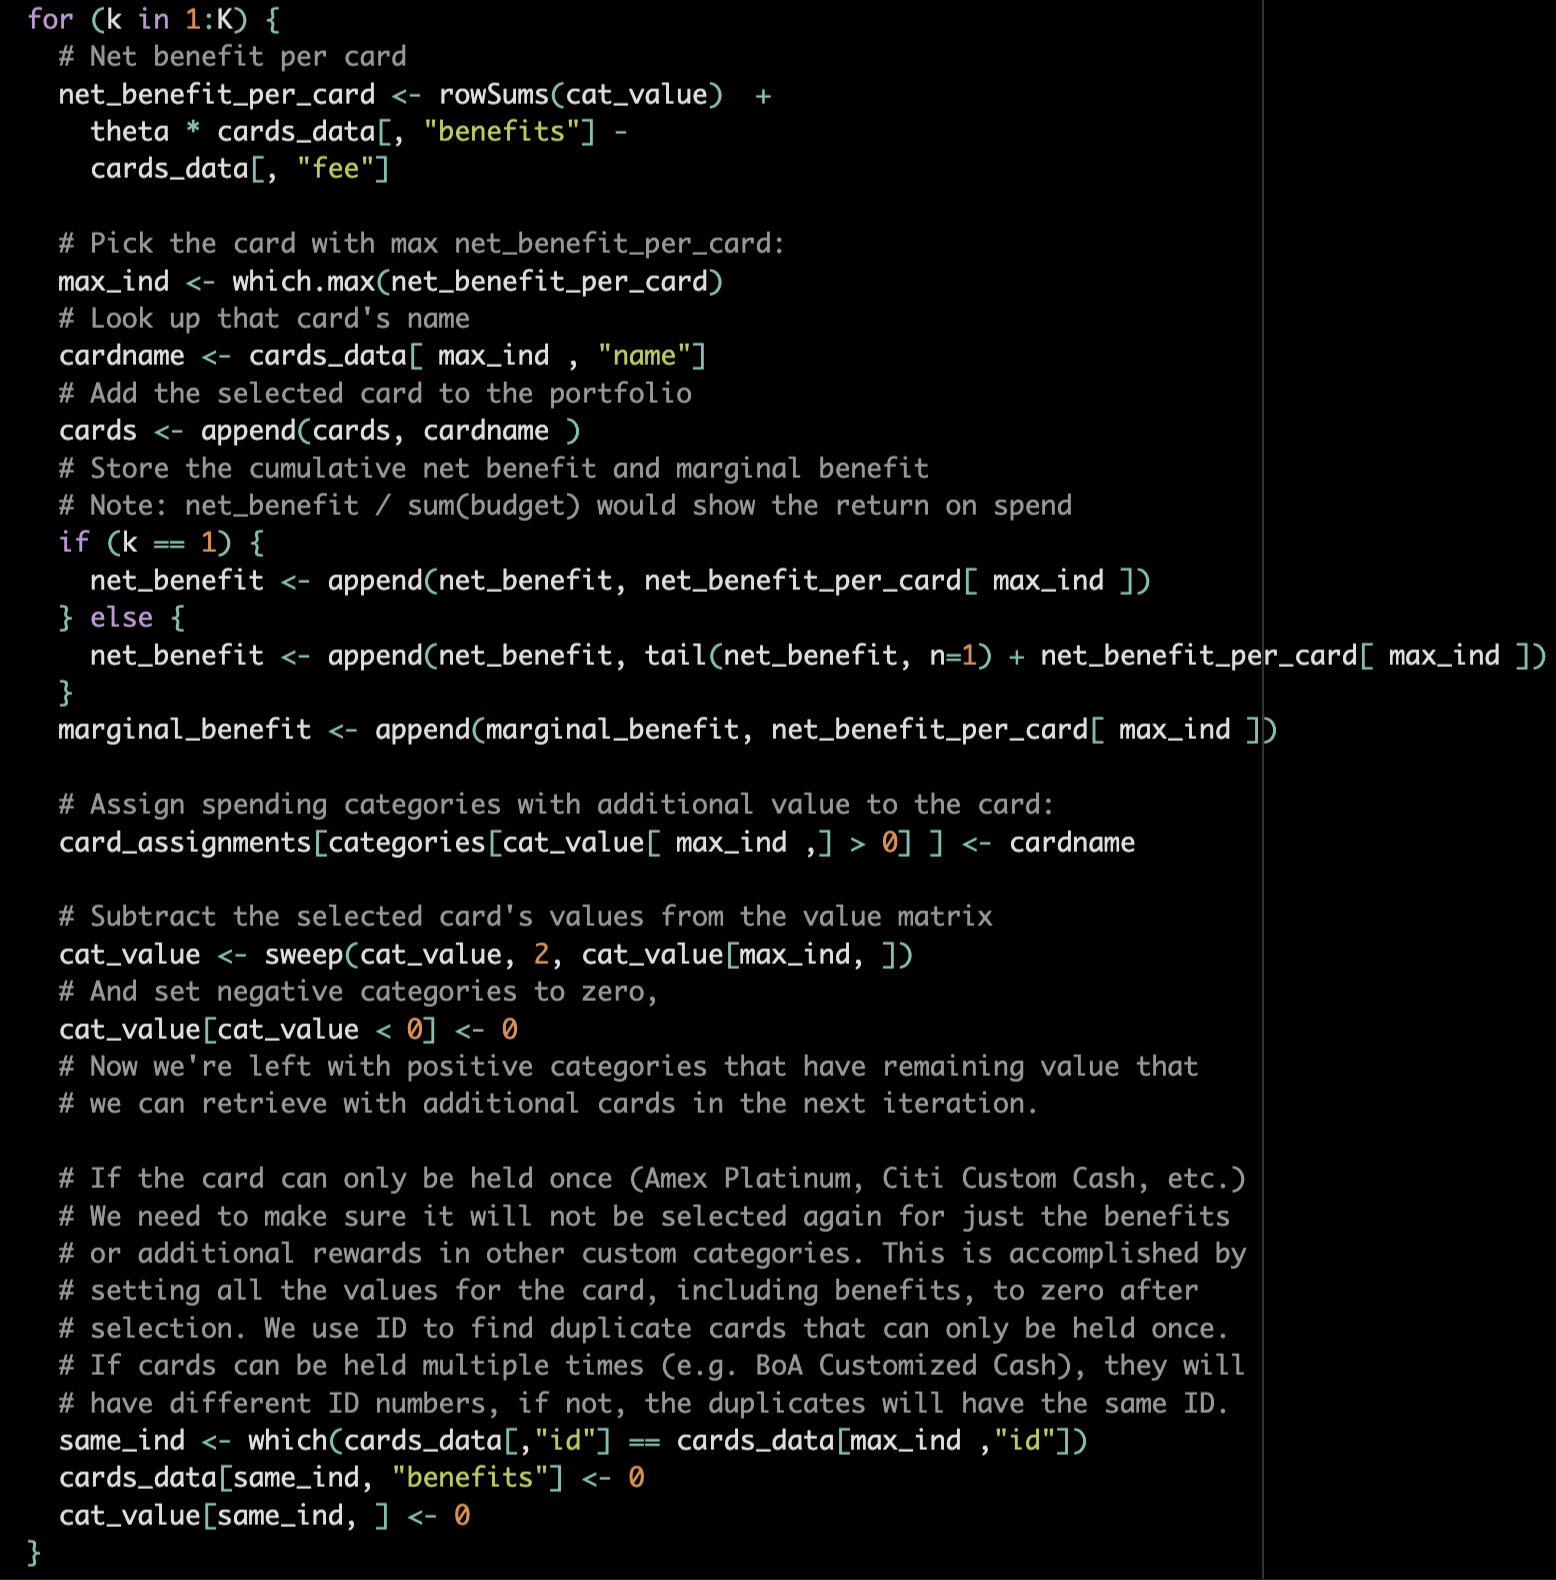 for (k in 1:K) {
  # Net benefit per card
  net_benefit_per_card <- rowSums(cat_value)  +
    theta * cards_data[, "benefits"] -
    cards_data[, "fee"]

  # Pick the card with max net_benefit_per_card:
  max_ind <- which.max(net_benefit_per_card)
  # Look up that card's name
  cardname <- cards_data[ max_ind , "name"]
  # Add the selected card to the portfolio
  cards <- append(cards, cardname )
  # Store the cumulative net benefit and marginal benefit
  # Note: net_benefit / sum(budget) would show the return on spend
  if (k == 1) {
    net_benefit <- append(net_benefit, net_benefit_per_card[ max_ind ])
  } else {
    net_benefit <- append(net_benefit, tail(net_benefit, n=1) + net_benefit_per_card[ max_ind ])
  }
  marginal_benefit <- append(marginal_benefit, net_benefit_per_card[ max_ind ])

  # Assign spending categories with additional value to the card:
  card_assignments[categories[cat_value[ max_ind ,] > 0] ] <- cardname

  # Subtract the selected card's values from the value matrix
  cat_value <- sweep(cat_value, 2, cat_value[max_ind, ])
  # And set negative categories to zero,
  cat_value[cat_value < 0] <- 0
  # Now we're left with positive categories that have remaining value that
  # we can retrieve with additional cards in the next iteration.

  # If the card can only be held once (Amex Platinum, Citi Custom Cash, etc.)
  # We need to make sure it will not be selected again for just the benefits
  # or additional rewards in other custom categories. This is accomplished by
  # setting all the values for the card, including benefits, to zero after
  # selection. We use ID to find duplicate cards that can only be held once.
  # If cards can be held multiple times (e.g. BoA Customized Cash), they will
  # have different ID numbers, if not, the duplicates will have the same ID.
  same_ind <- which(cards_data[,"id"] == cards_data[max_ind ,"id"])
  cards_data[same_ind, "benefits"] <- 0
  cat_value[same_ind, ] <- 0
}